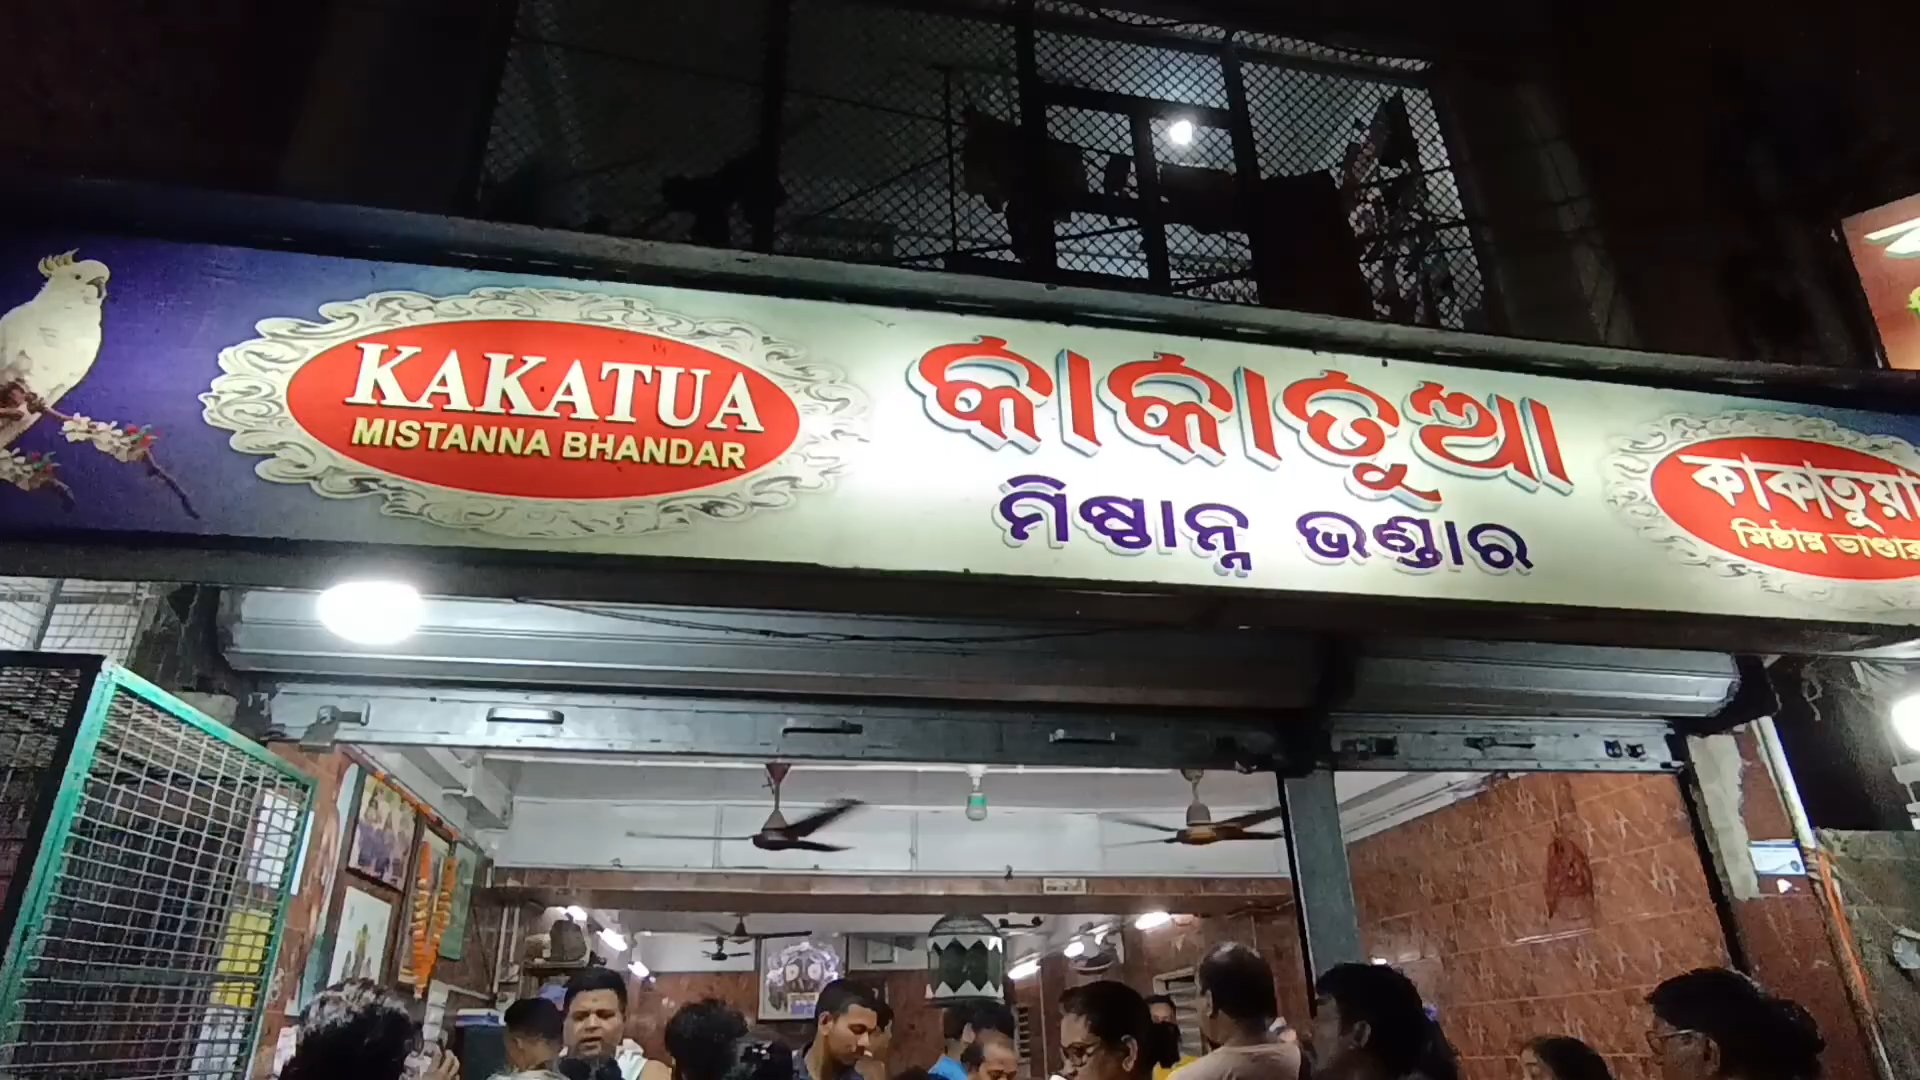 KAKATUA
MISTANNA BHANDAR
କାକାତୁଆ
ମିଷ୍ଟାନ୍ନ ଭଣ୍ଡାର
কাকাতুয়া
মিষ্টান্ন ভাণ্ডার